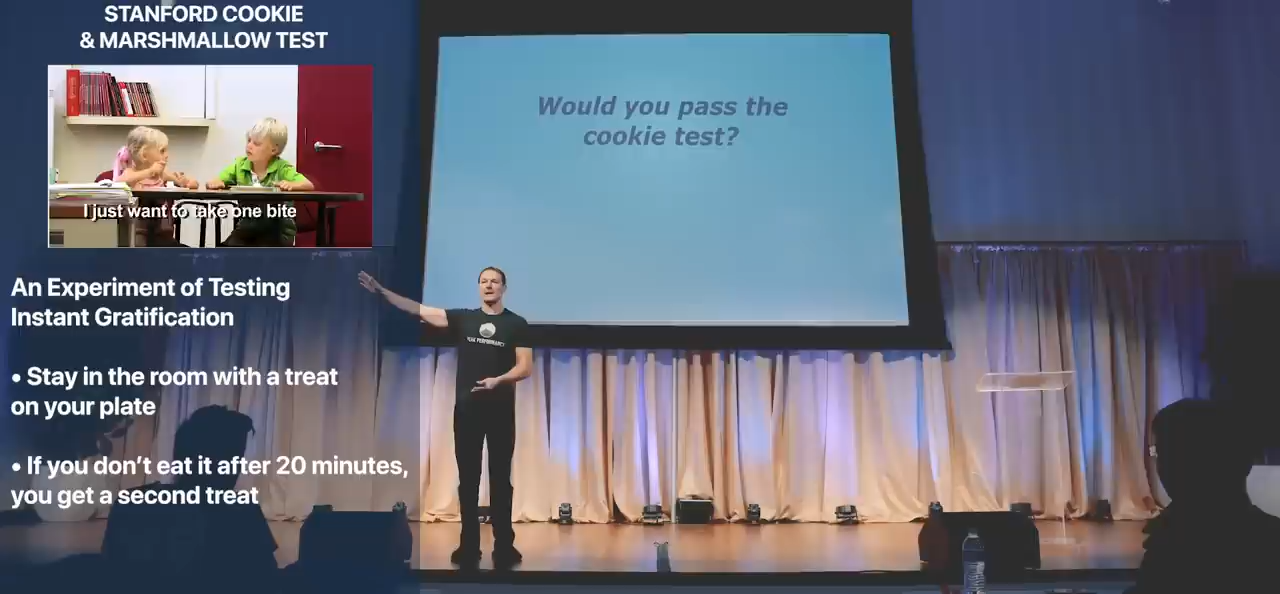 STANFORD COOKIE
& MARSHMALLOW TEST
I just want to take one bite
An Experiment of Testing
Instant Gratification
• Stay in the room with a treat
on your plate
• If you don’t eat it after 20 minutes,
you get a second treat
Would you pass the
cookie test?
PEAK PERFORMANCE